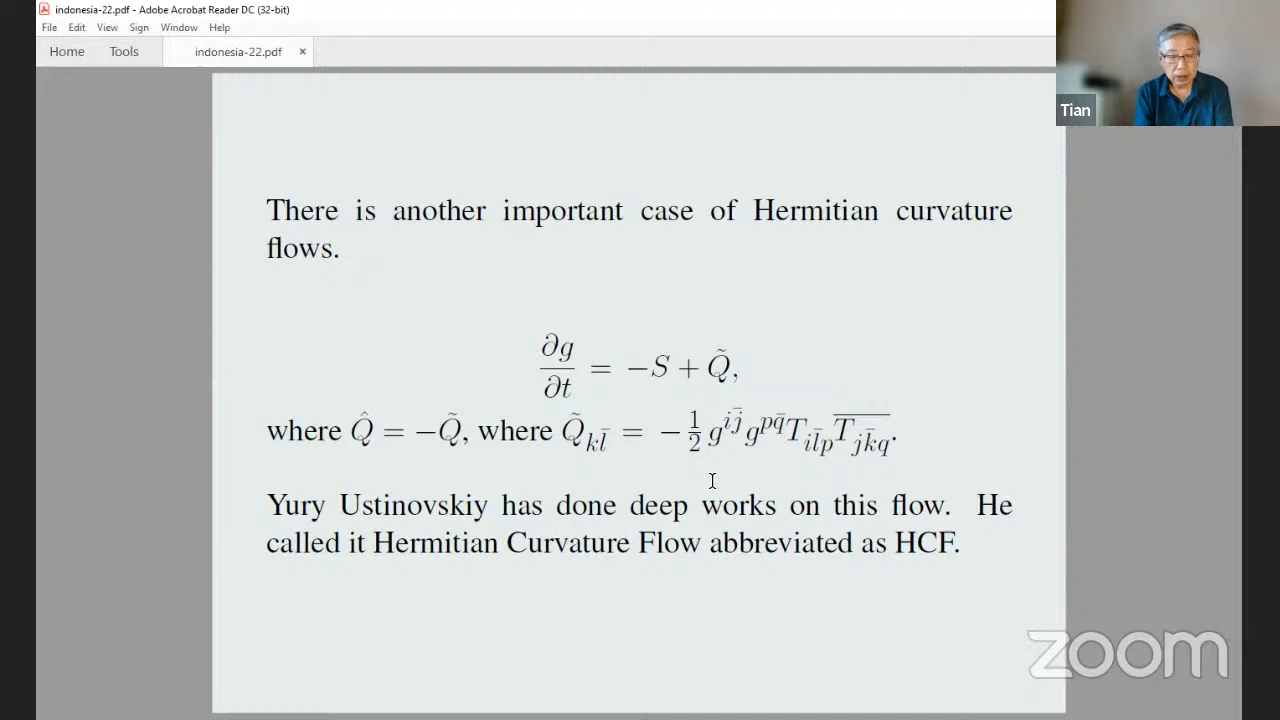 indonesia-22.pdf - Adobe Acrobat Reader DC (32-bit)
File Edit View Sign Window Help
Home Tools indonesia-22.pdf ×
Tian
There is another important case of Hermitian curvature
flows.
∂g/∂t = −S + Q̃,
where Q̂ = −Q̃, where Q̃_{kl̄} = −½ g^{ij̄} g^{pq̄} T_{il̄p} \overline{T_{jk̄q}}.
Yury Ustinovskiy has done deep works on this flow. He
called it Hermitian Curvature Flow abbreviated as HCF.
zoom